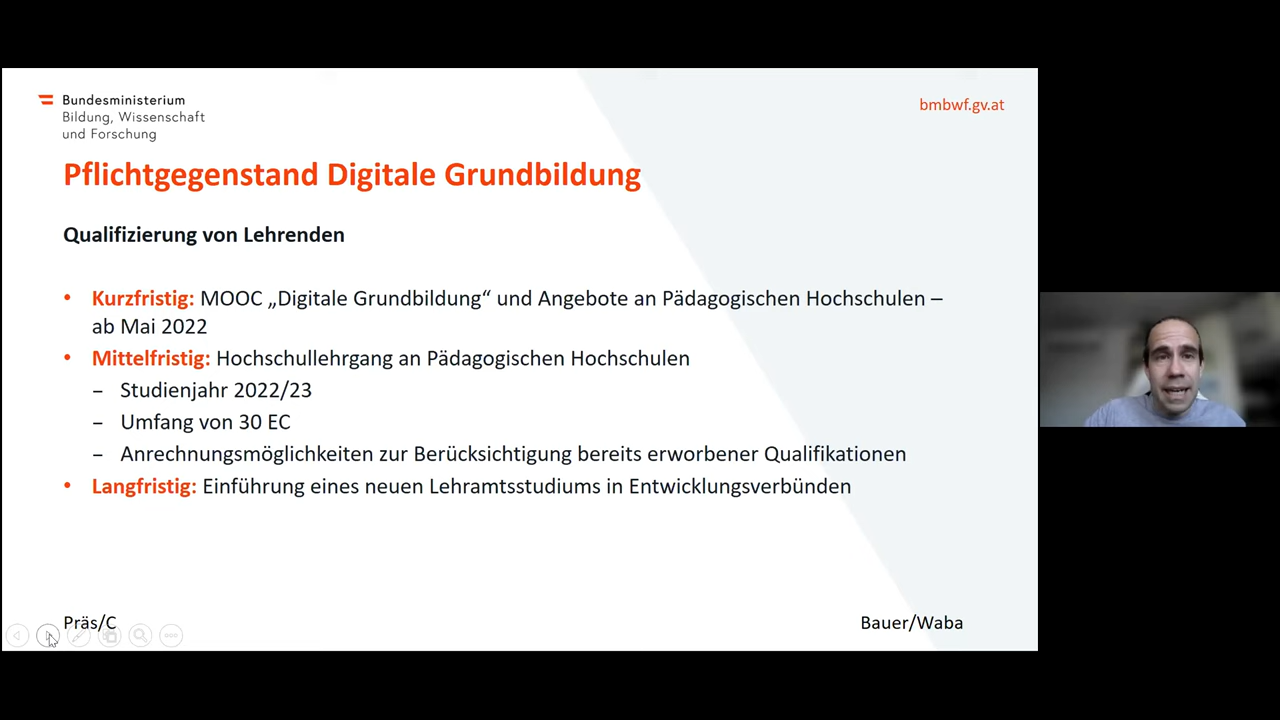 Bundesministerium
Bildung, Wissenschaft
und Forschung
bmbwf.gv.at
Pflichtgegenstand Digitale Grundbildung
Qualifizierung von Lehrenden
• Kurzfristig: MOOC „Digitale Grundbildung“ und Angebote an Pädagogischen Hochschulen –
ab Mai 2022
• Mittelfristig: Hochschullehrgang an Pädagogischen Hochschulen
– Studienjahr 2022/23
– Umfang von 30 EC
– Anrechnungsmöglichkeiten zur Berücksichtigung bereits erworbener Qualifikationen
• Langfristig: Einführung eines neuen Lehramtsstudiums in Entwicklungsverbünden
Präs/C
Bauer/Waba